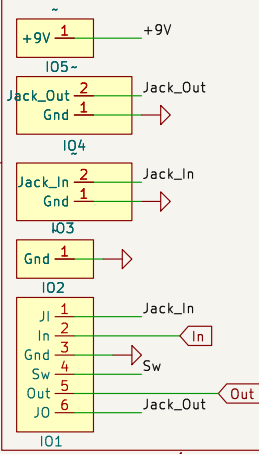 ~
+9V 1 +9V
IO5~
Jack_Out 2 Jack_Out
Gnd 1
IO4
~
Jack_In 2 Jack_In
Gnd 1
IO3
Gnd 1
IO2
JI 1 Jack_In
In 2 In
Gnd 3
Sw 4 Sw
Out 5 Out
JO 6 Jack_Out
IO1